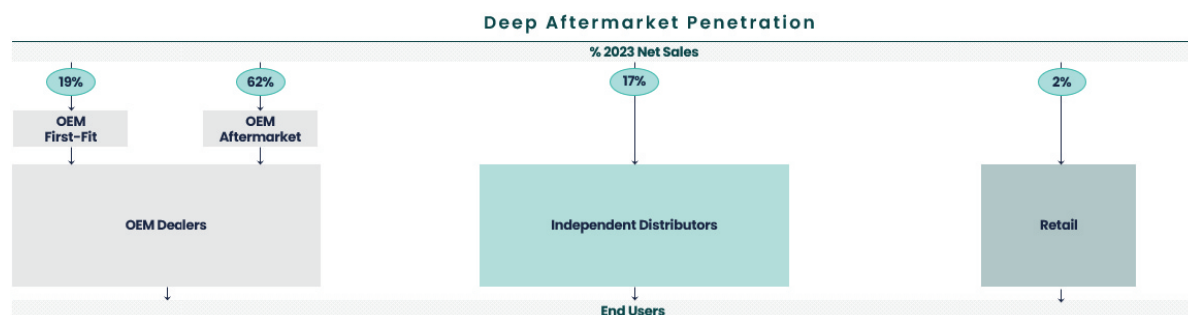 Deep Aftermarket Penetration
% 2023 Net Sales
19%
62%
17%
2%
OEM
First-Fit
OEM
Aftermarket
OEM Dealers
Independent Distributors
Retail
End Users